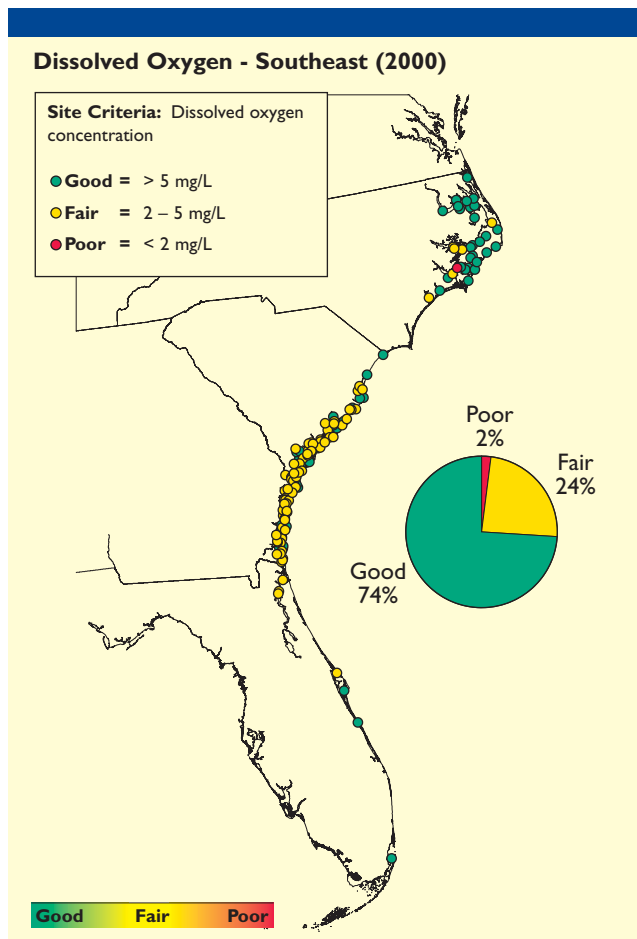 Dissolved Oxygen - Southeast (2000)
Site Criteria: Dissolved oxygen
concentration
Good = > 5 mg/L
Fair = 2 – 5 mg/L
Poor = < 2 mg/L
Poor
2%
Fair
24%
Good
74%
Good Fair Poor